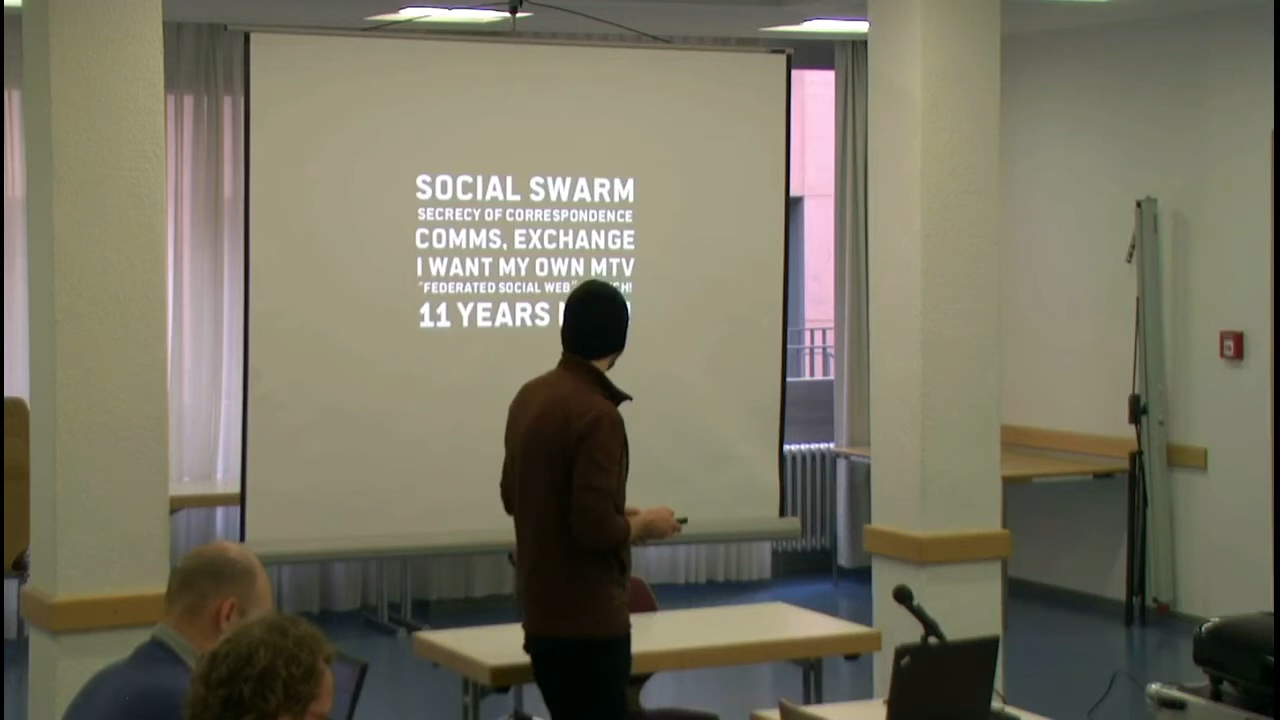 SOCIAL SWARM
SECRECY OF CORRESPONDENCE
COMMS, EXCHANGE
I WANT MY OWN MTV
"FEDERATED SOCIAL WEB"
11 YEARS